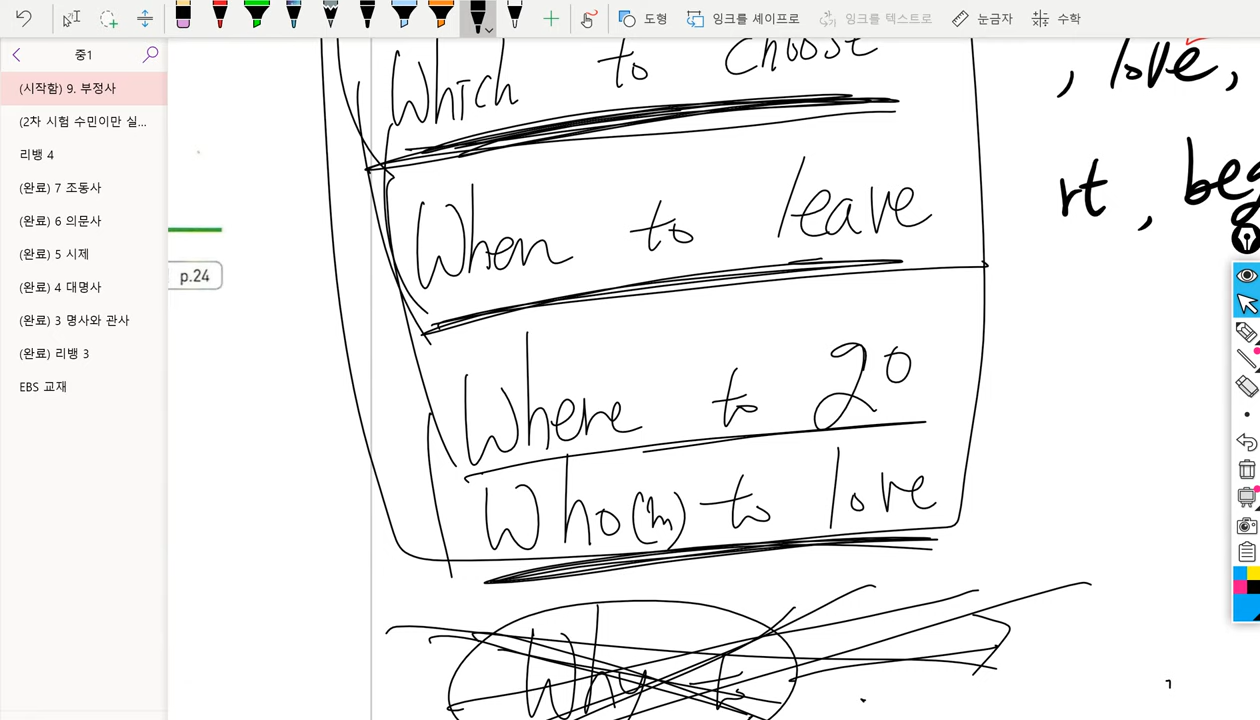 도형 잉크를 셰이프로 잉크를 텍스트로 눈금자 수학
중1
(시작함) 9. 부정사
(2차 시험 수민이만 실...
리뱅 4
(완료) 7 조동사
(완료) 6 의문사
(완료) 5 시제
(완료) 4 대명사
(완료) 3 명사와 관사
(완료) 리뱅 3
EBS 교재
p.24
Which to choose
When to leave
Where to go
Who(m) to love
Why to
, love,
rt, beg